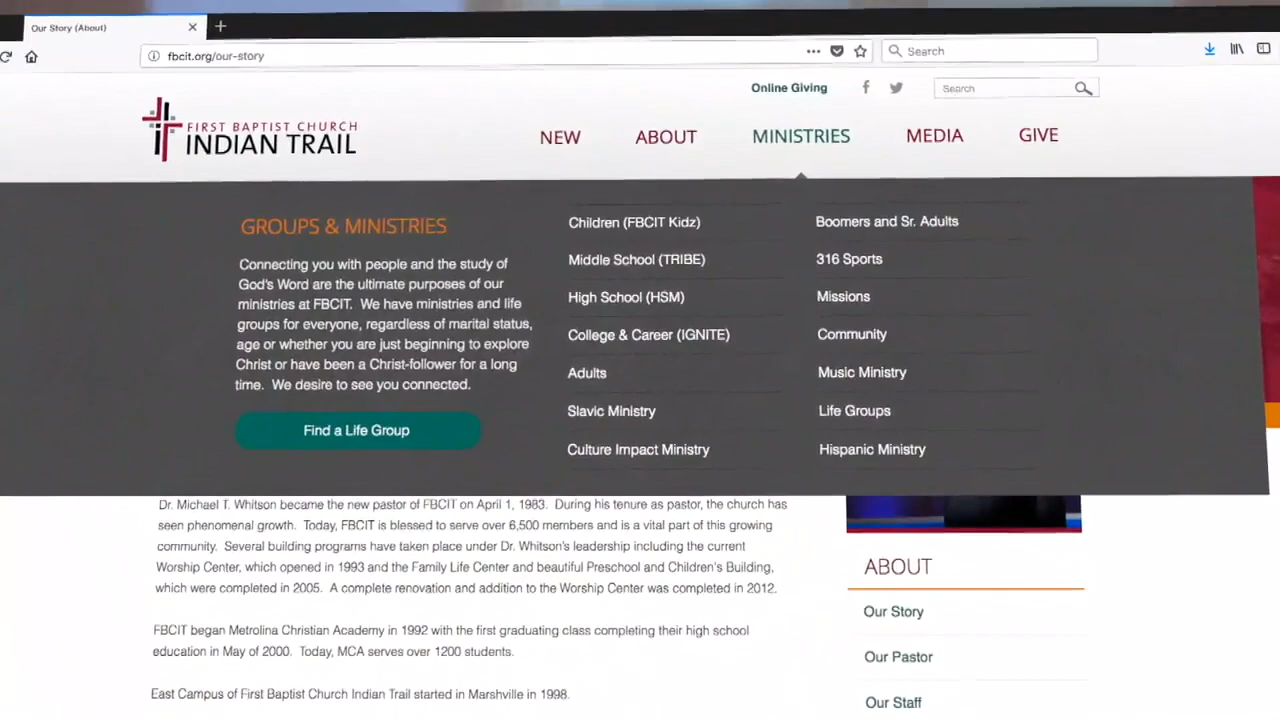 Our Story (About)
fbcit.org/our-story
Search
Online Giving
Search
FIRST BAPTIST CHURCH
INDIAN TRAIL
NEW
ABOUT
MINISTRIES
MEDIA
GIVE
GROUPS & MINISTRIES
Connecting you with people and the study of
God's Word are the ultimate purposes of our
ministries at FBCIT. We have ministries and life
groups for everyone, regardless of marital status,
age or whether you are just beginning to explore
Christ or have been a Christ-follower for a long
time. We desire to see you connected.
Find a Life Group
Children (FBCIT Kidz)
Middle School (TRIBE)
High School (HSM)
College & Career (IGNITE)
Adults
Slavic Ministry
Culture Impact Ministry
Boomers and Sr. Adults
316 Sports
Missions
Community
Music Ministry
Life Groups
Hispanic Ministry
Dr. Michael T. Whitson became the new pastor of FBCIT on April 1, 1983. During his tenure as pastor, the church has
seen phenomenal growth. Today, FBCIT is blessed to serve over 6,500 members and is a vital part of this growing
community. Several building programs have taken place under Dr. Whitson's leadership including the current
Worship Center, which opened in 1993 and the Family Life Center and beautiful Preschool and Children's Building,
which were completed in 2005. A complete renovation and addition to the Worship Center was completed in 2012.
FBCIT began Metrolina Christian Academy in 1992 with the first graduating class completing their high school
education in May of 2000. Today, MCA serves over 1200 students.
East Campus of First Baptist Church Indian Trail started in Marshville in 1998.
ABOUT
Our Story
Our Pastor
Our Staff